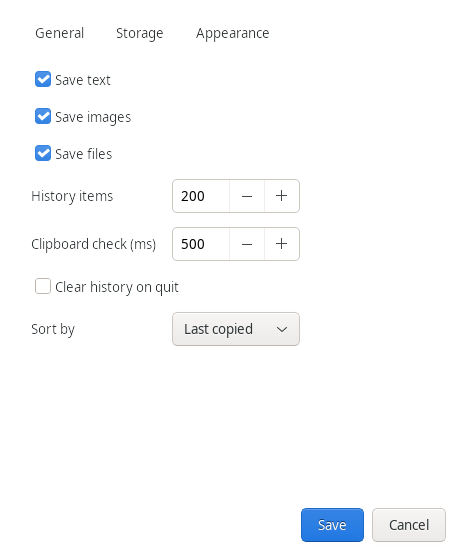 General Storage Appearance
Save text
Save images
Save files
History items 200
Clipboard check (ms) 500
Clear history on quit
Sort by Last copied
Save Cancel